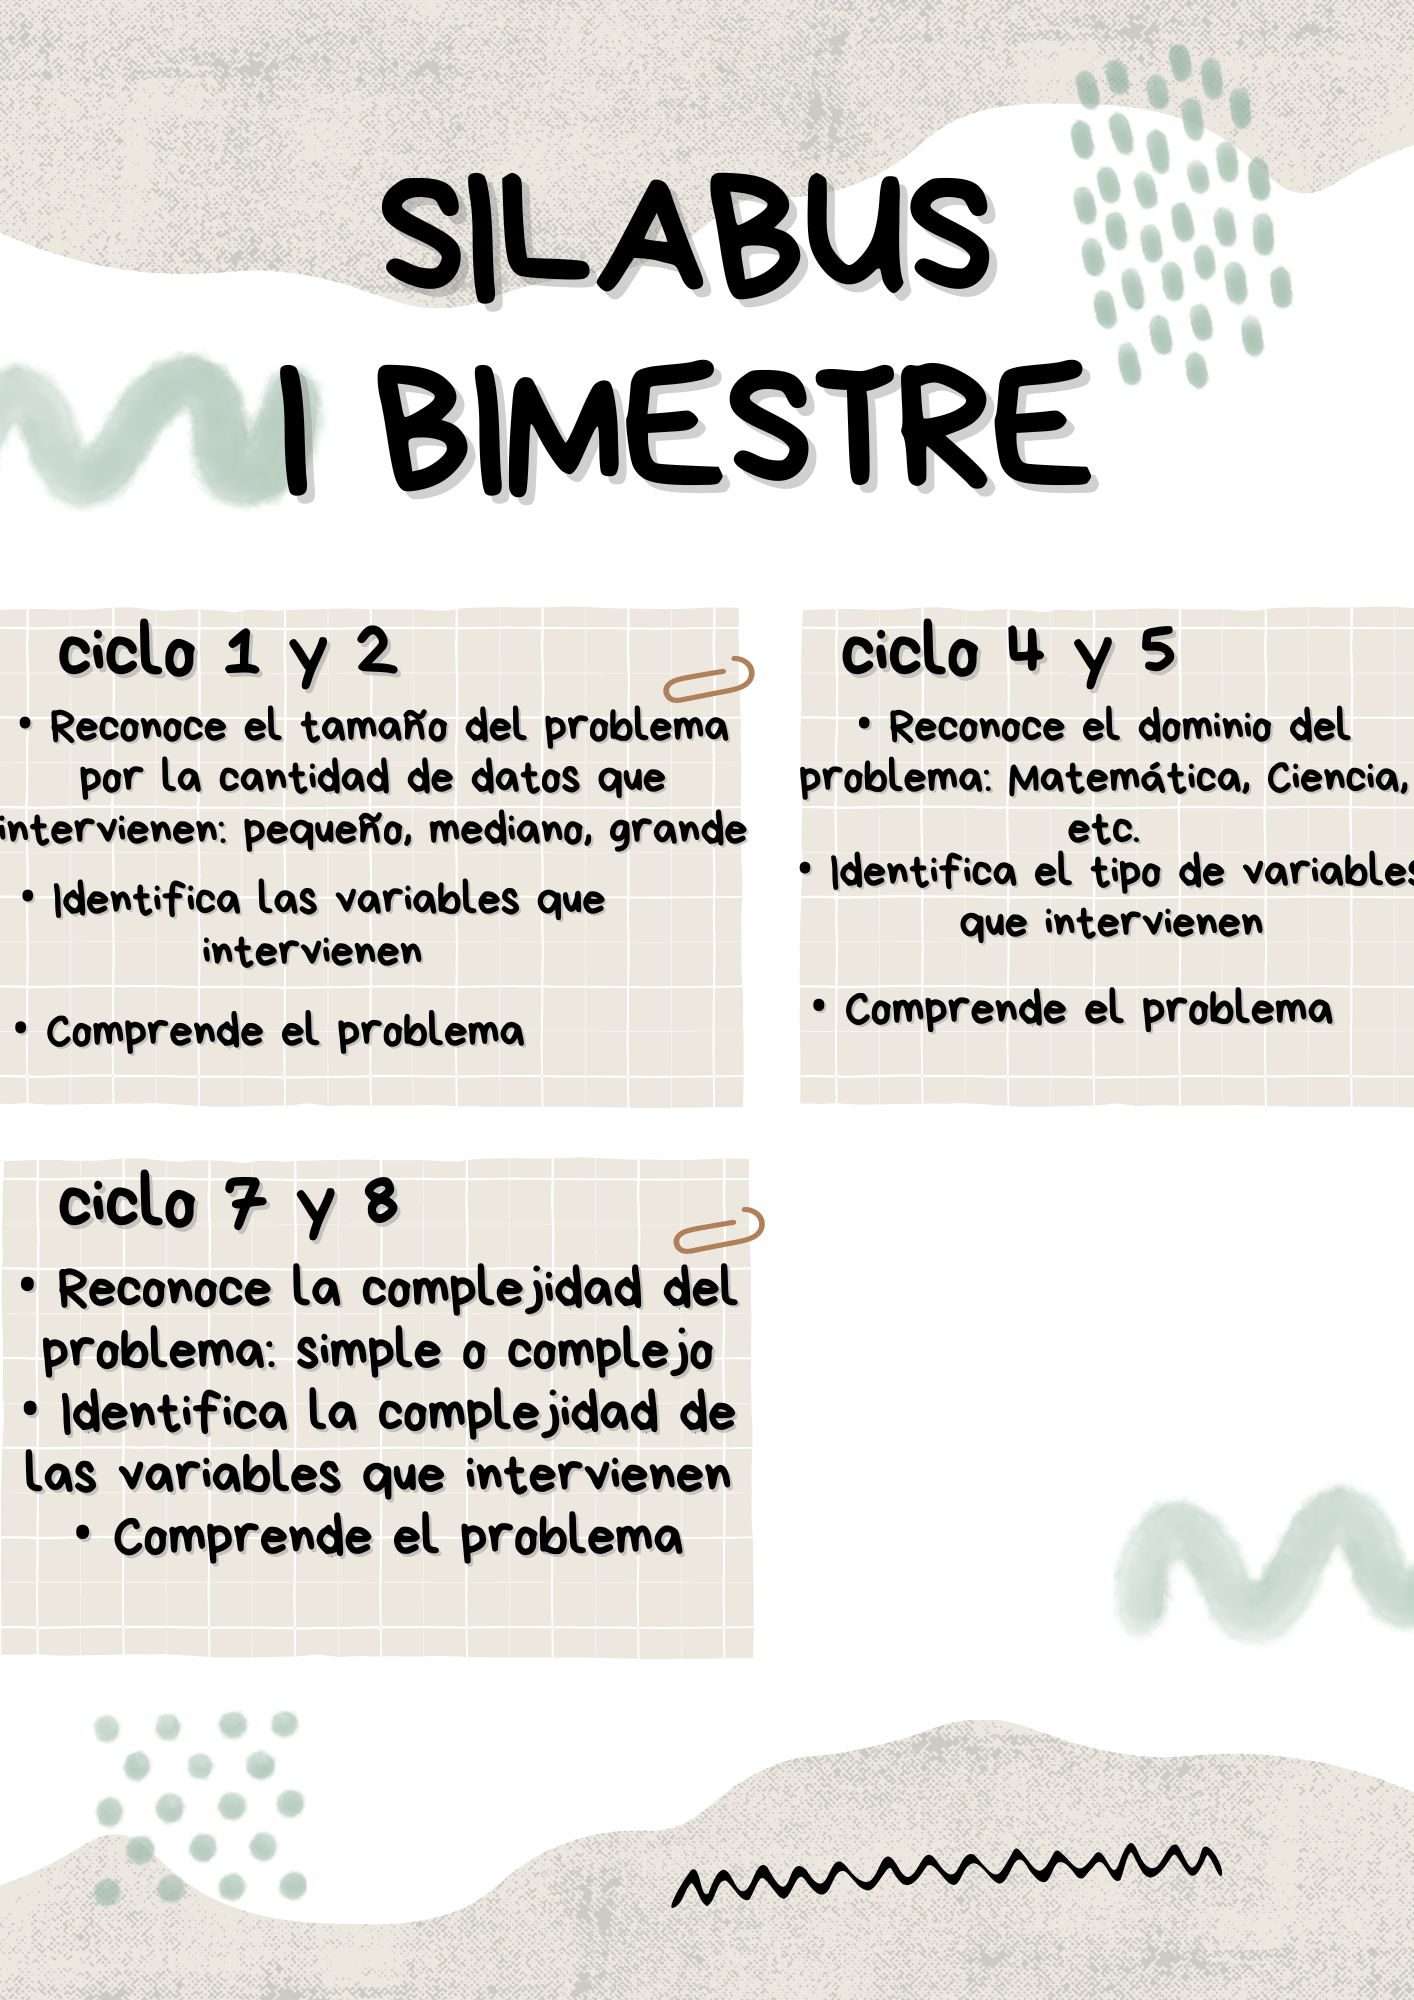 SILABUS
I BIMESTRE
ciclo 1 y 2
• Reconoce el tamaño del problema
por la cantidad de datos que
intervienen: pequeño, mediano, grande
• Identifica las variables que
intervienen
• Comprende el problema
ciclo 4 y 5
• Reconoce el dominio del
problema: Matemática, Ciencia,
etc.
• Identifica el tipo de variables
que intervienen
• Comprende el problema
ciclo 7 y 8
• Reconoce la complejidad del
problema: simple o complejo
• Identifica la complejidad de
las variables que intervienen
• Comprende el problema